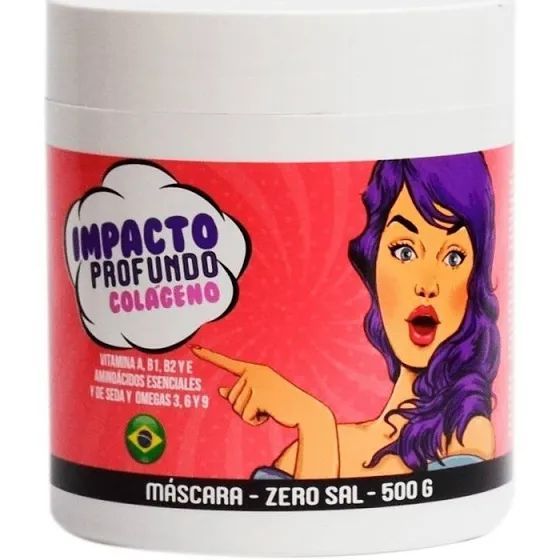 IMPACTO
PROFUNDO
COLÁGENO
VITAMINA A, B1, B2 Y E
AMINOÁCIDOS ESENCIALES
Y DE SEDA Y OMEGAS 3, 6 Y 9
MÁSCARA - ZERO SAL - 500 G